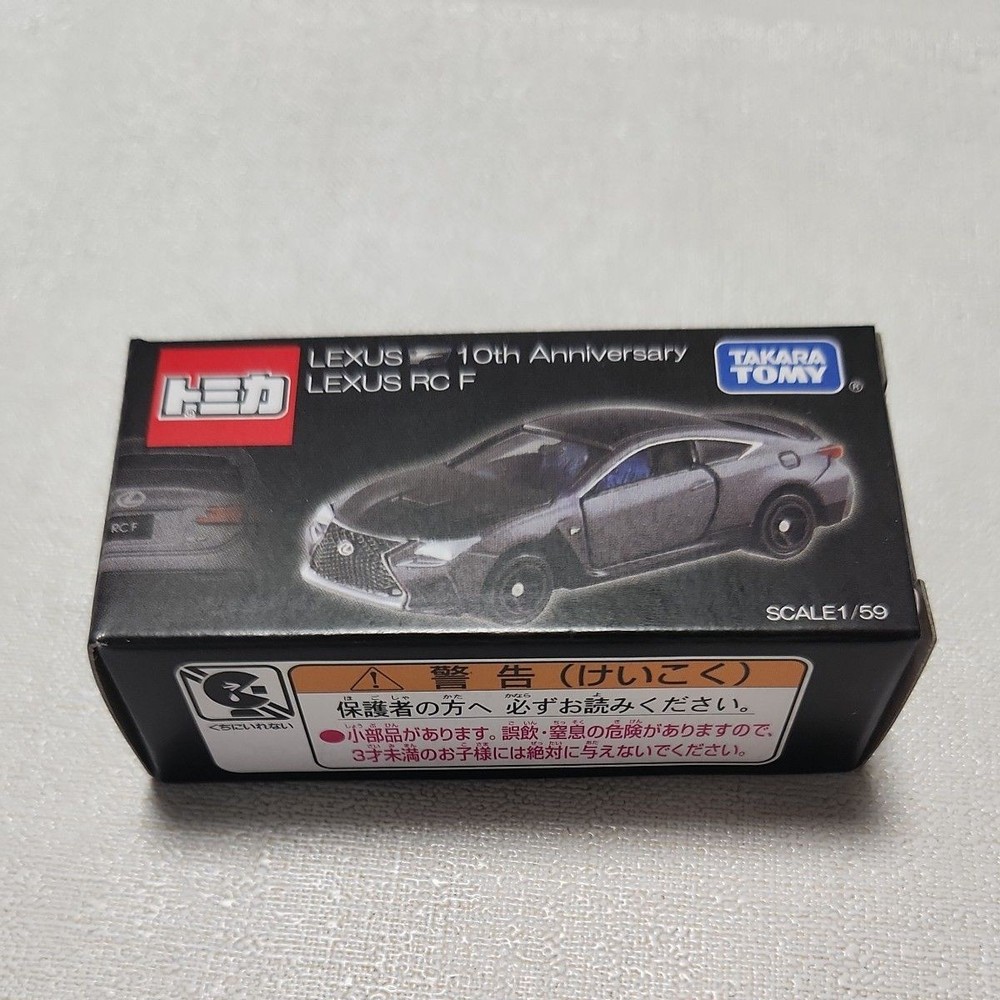 トミカ
LEXUS F 10th Anniversary
LEXUS RC F
TAKARA
TOMY
®
RC F
SCALE1/59
くちにいれない
警告(けいこく)
保護者の方へ 必ずお読みください。
●小部品があります。誤飲・窒息の危険がありますので、
3才未満のお子様には絶対に与えないでください。